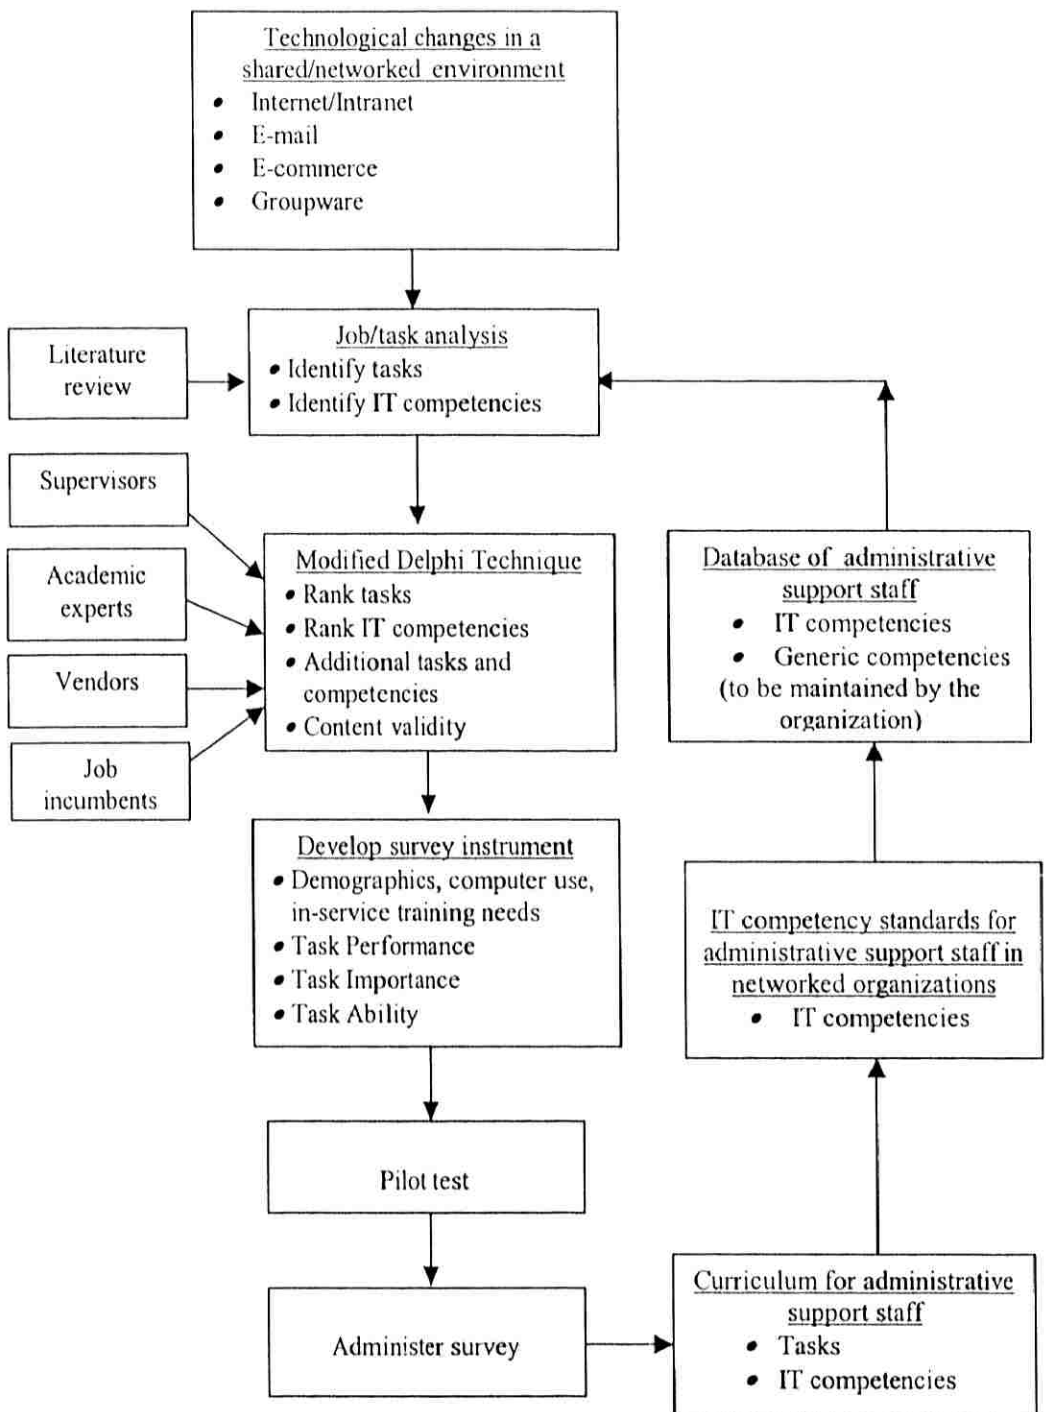 Technological changes in a
shared/networked environment
• Internet/Intranet
• E-mail
• E-commerce
• Groupware
Job/task analysis
• Identify tasks
• Identify IT competencies
Literature
review
Supervisors
Academic
experts
Vendors
Job
incumbents
Modified Delphi Technique
• Rank tasks
• Rank IT competencies
• Additional tasks and
competencies
• Content validity
Develop survey instrument
• Demographics, computer use,
in-service training needs
• Task Performance
• Task Importance
• Task Ability
Pilot test
Administer survey
Curriculum for administrative
support staff
• Tasks
• IT competencies
IT competency standards for
administrative support staff in
networked organizations
• IT competencies
Database of administrative
support staff
• IT competencies
• Generic competencies
(to be maintained by the
organization)